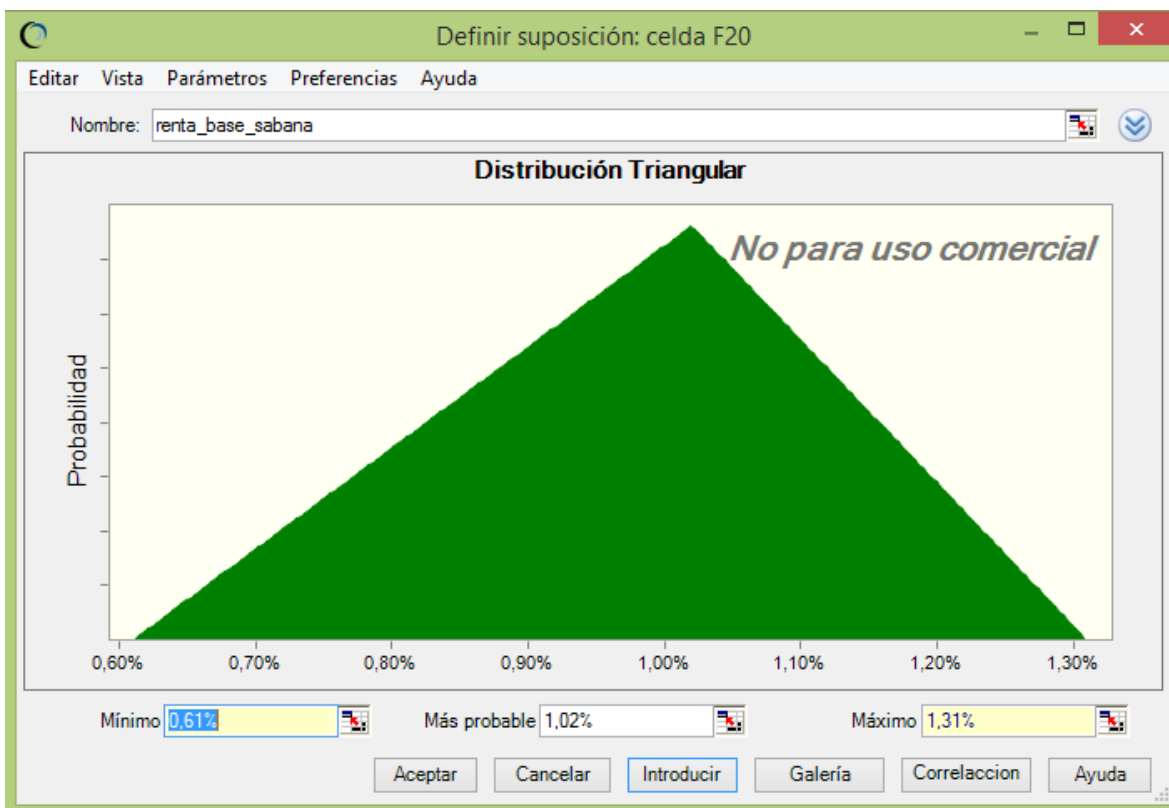 Definir suposición: celda F20
Editar Vista Parámetros Preferencias Ayuda
Nombre: renta_base_sabana
Distribución Triangular
No para uso comercial
Probabilidad
0,60% 0,70% 0,80% 0,90% 1,00% 1,10% 1,20% 1,30%
Mínimo 0,61% Más probable 1,02% Máximo 1,31%
Aceptar Cancelar Introducir Galería Correlaccion Ayuda